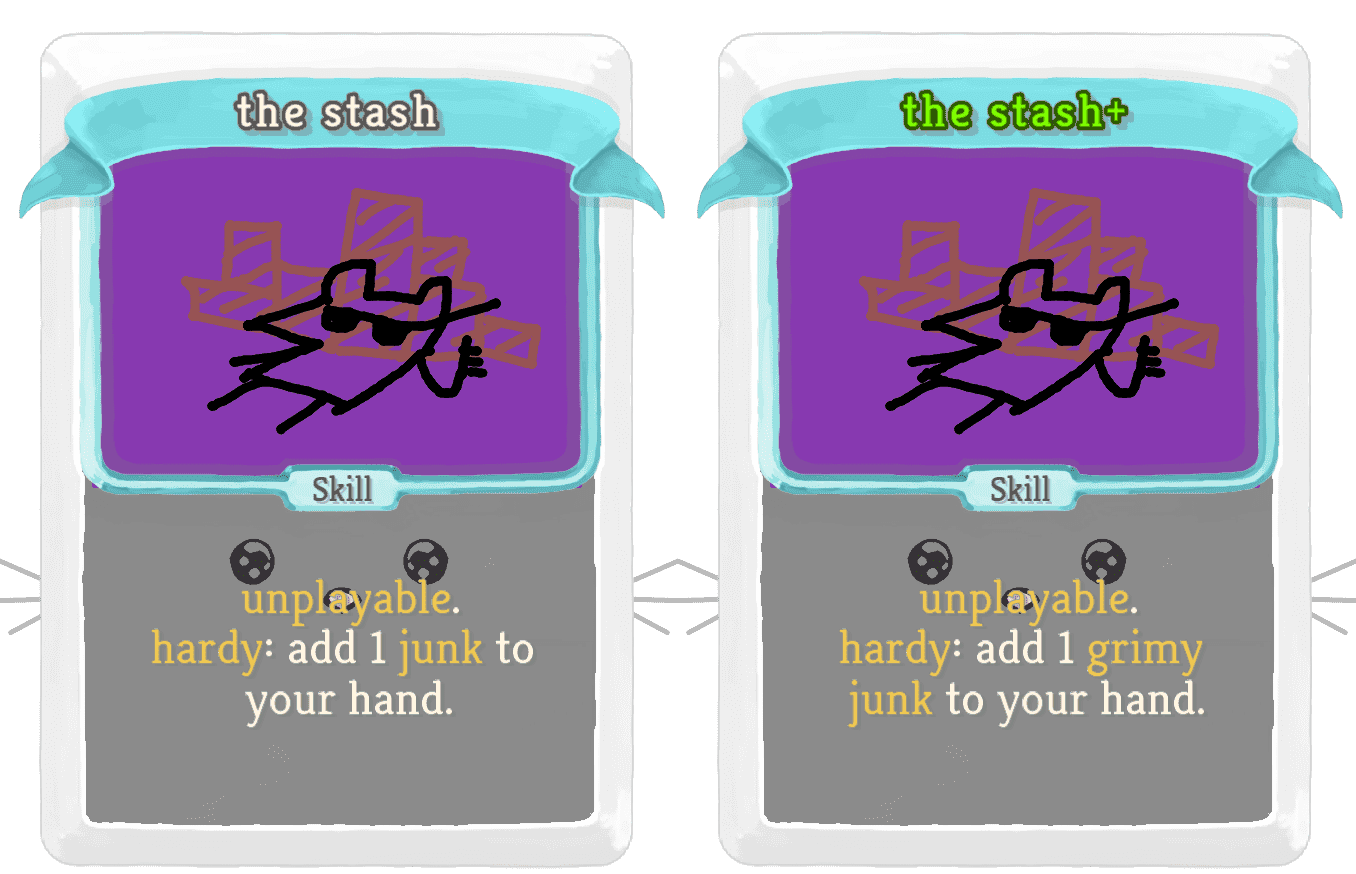 the stash
Skill
unplayable.
hardy: add 1 junk to
your hand.
the stash+
Skill
unplayable.
hardy: add 1 grimy
junk to your hand.